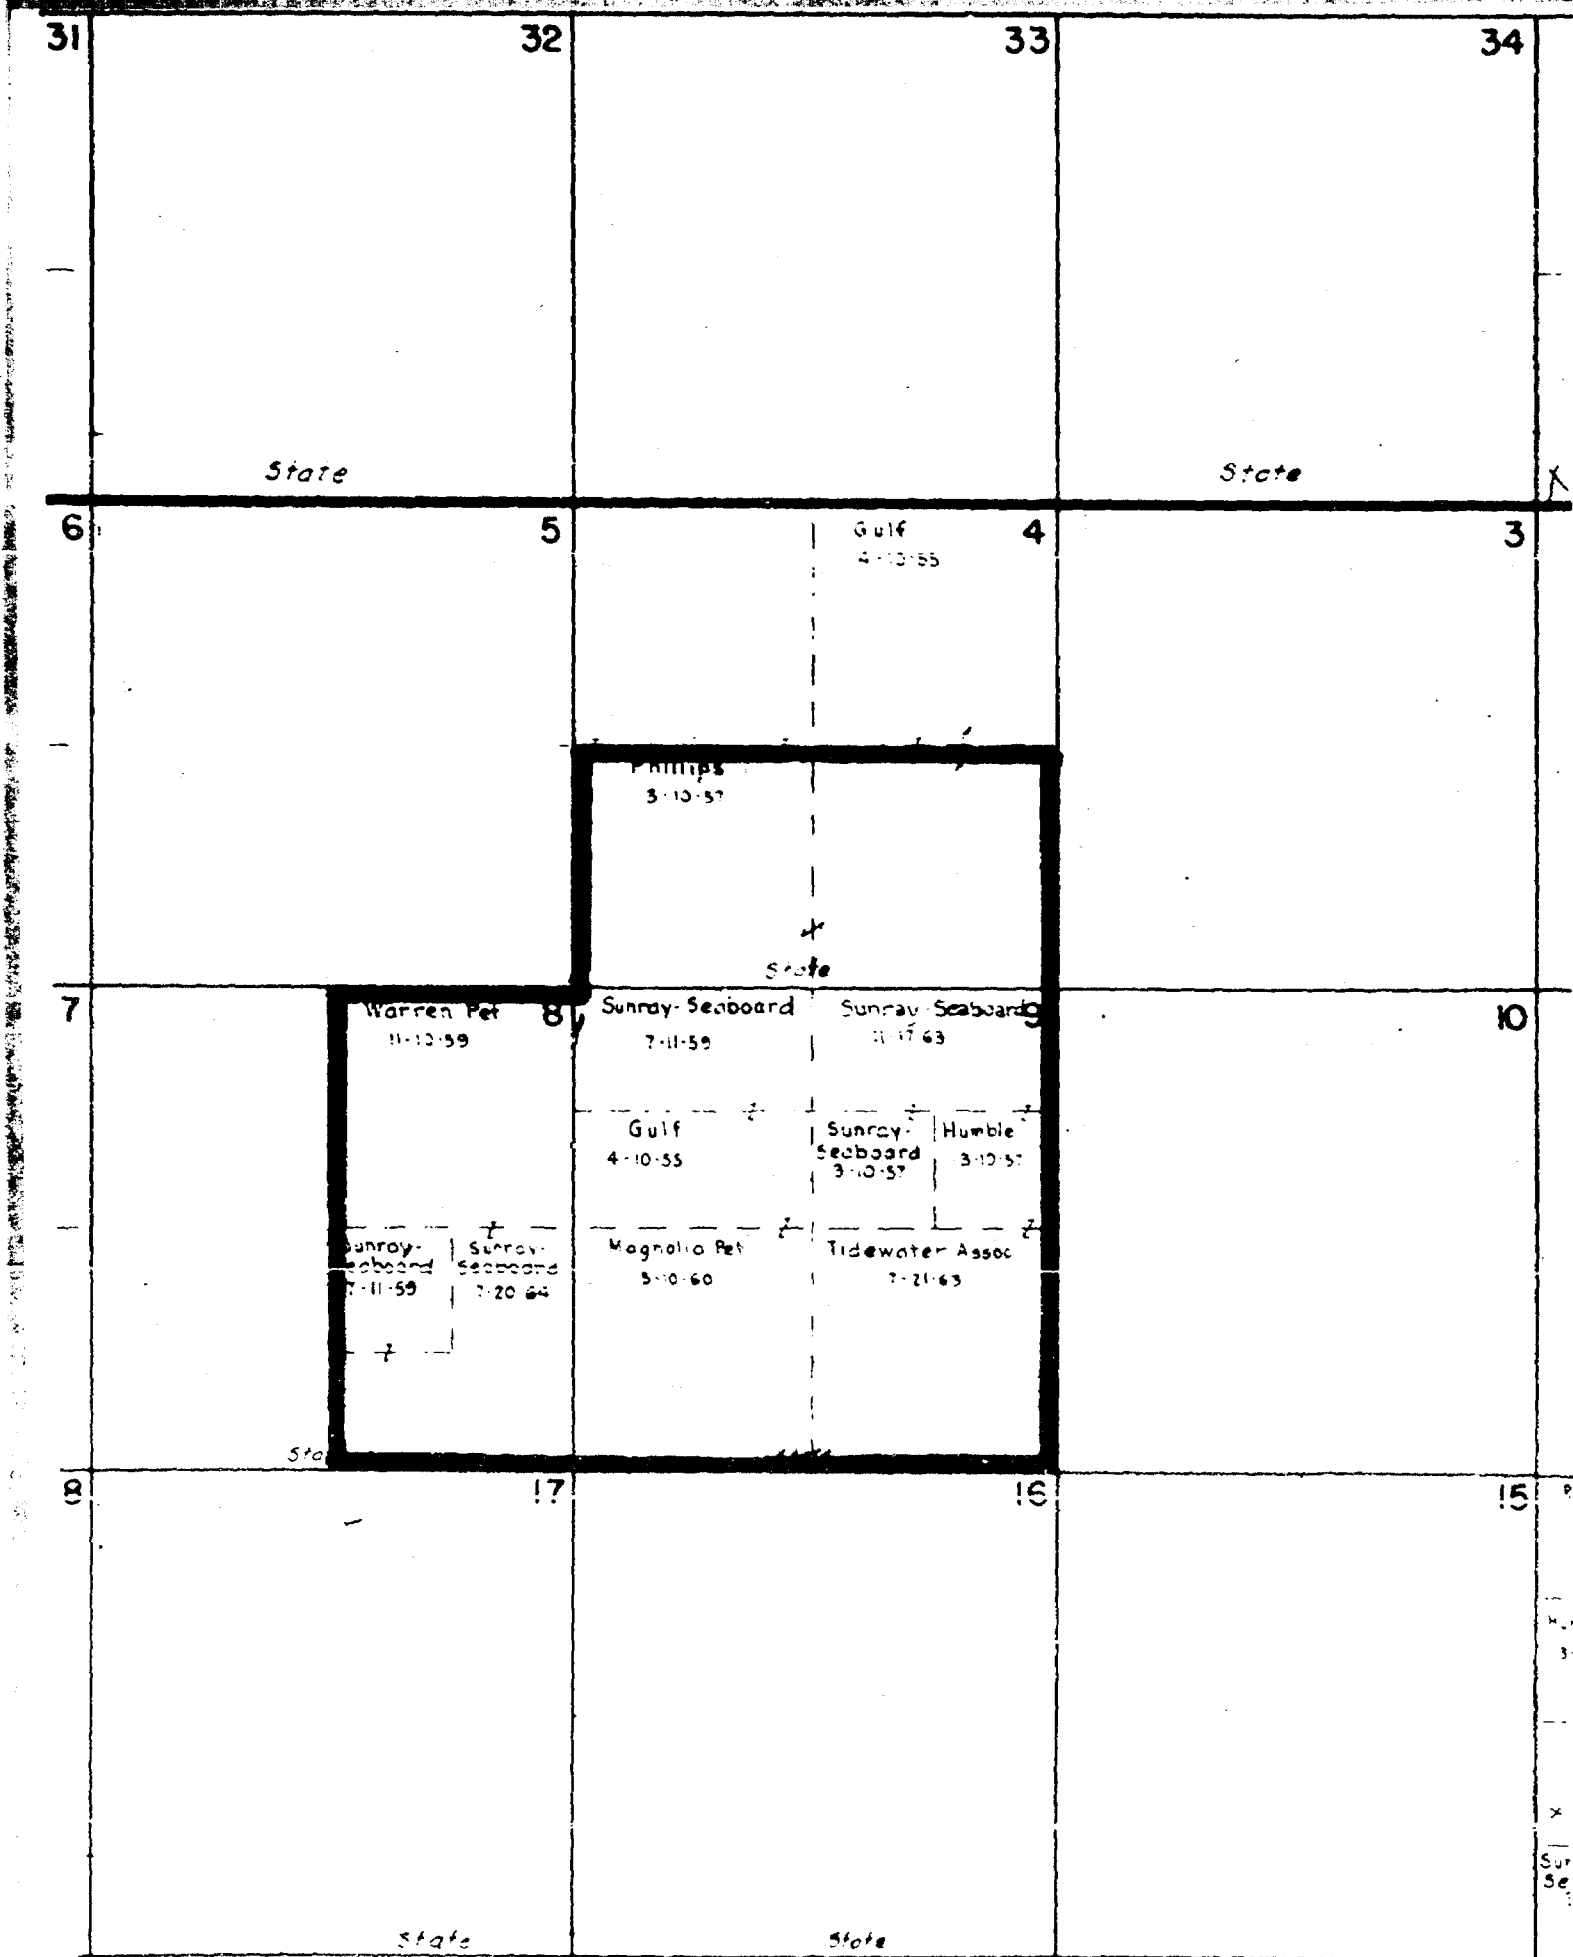 31 32 33 34
State State
6 5 4 3
Gulf
4-10-55
Phillips
3-10-57
State
7 8 9 10
Warren Pet
11-10-59
Sunray-Seaboard
7-11-59
Sunray-Seaboard
11-17-63
Gulf
4-10-55
Sunray-
Seaboard
3-10-57
Humble
3-10-57
Sunray-
Seaboard
7-11-59
Sunray-
Seaboard
7-20-64
Magnolia Pet
5-10-60
Tidewater Assoc
7-21-63
Sta
8 17 16 15
Sun
Se
State State